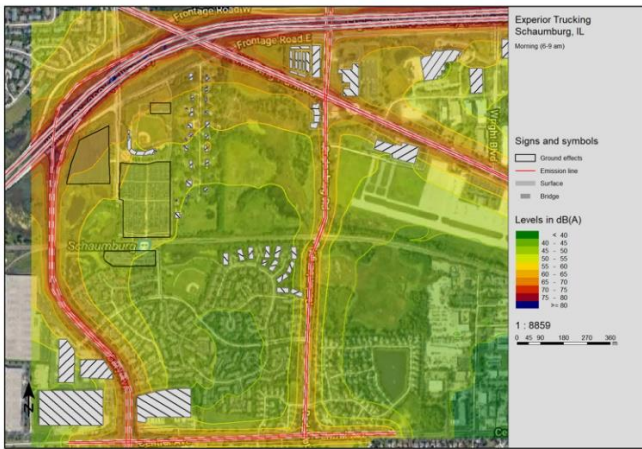 Frontage Road W
Frontage Road E
Wright Blvd
Schaumburg
Experior Trucking
Schaumburg, IL
Morning (6-9 am)
Signs and symbols
Ground effects
Emission line
Surface
Bridge
Levels in dB(A)
< 40
40 - 45
45 - 50
50 - 55
55 - 60
60 - 65
65 - 70
70 - 75
75 - 80
>= 80
1 : 8859
0 45 90 180 270 360
m
N